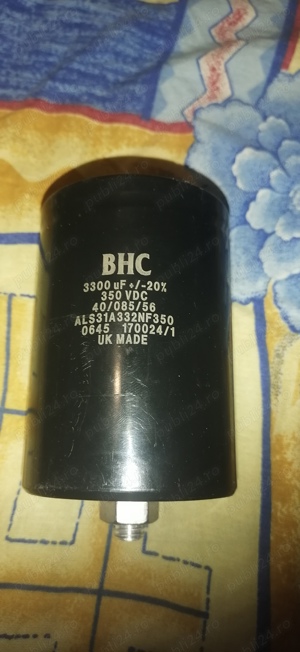 BHC
3300 uF +/-20%
350 VDC
40/085/56
ALS31A332NF350
0645 170024/1
UK MADE